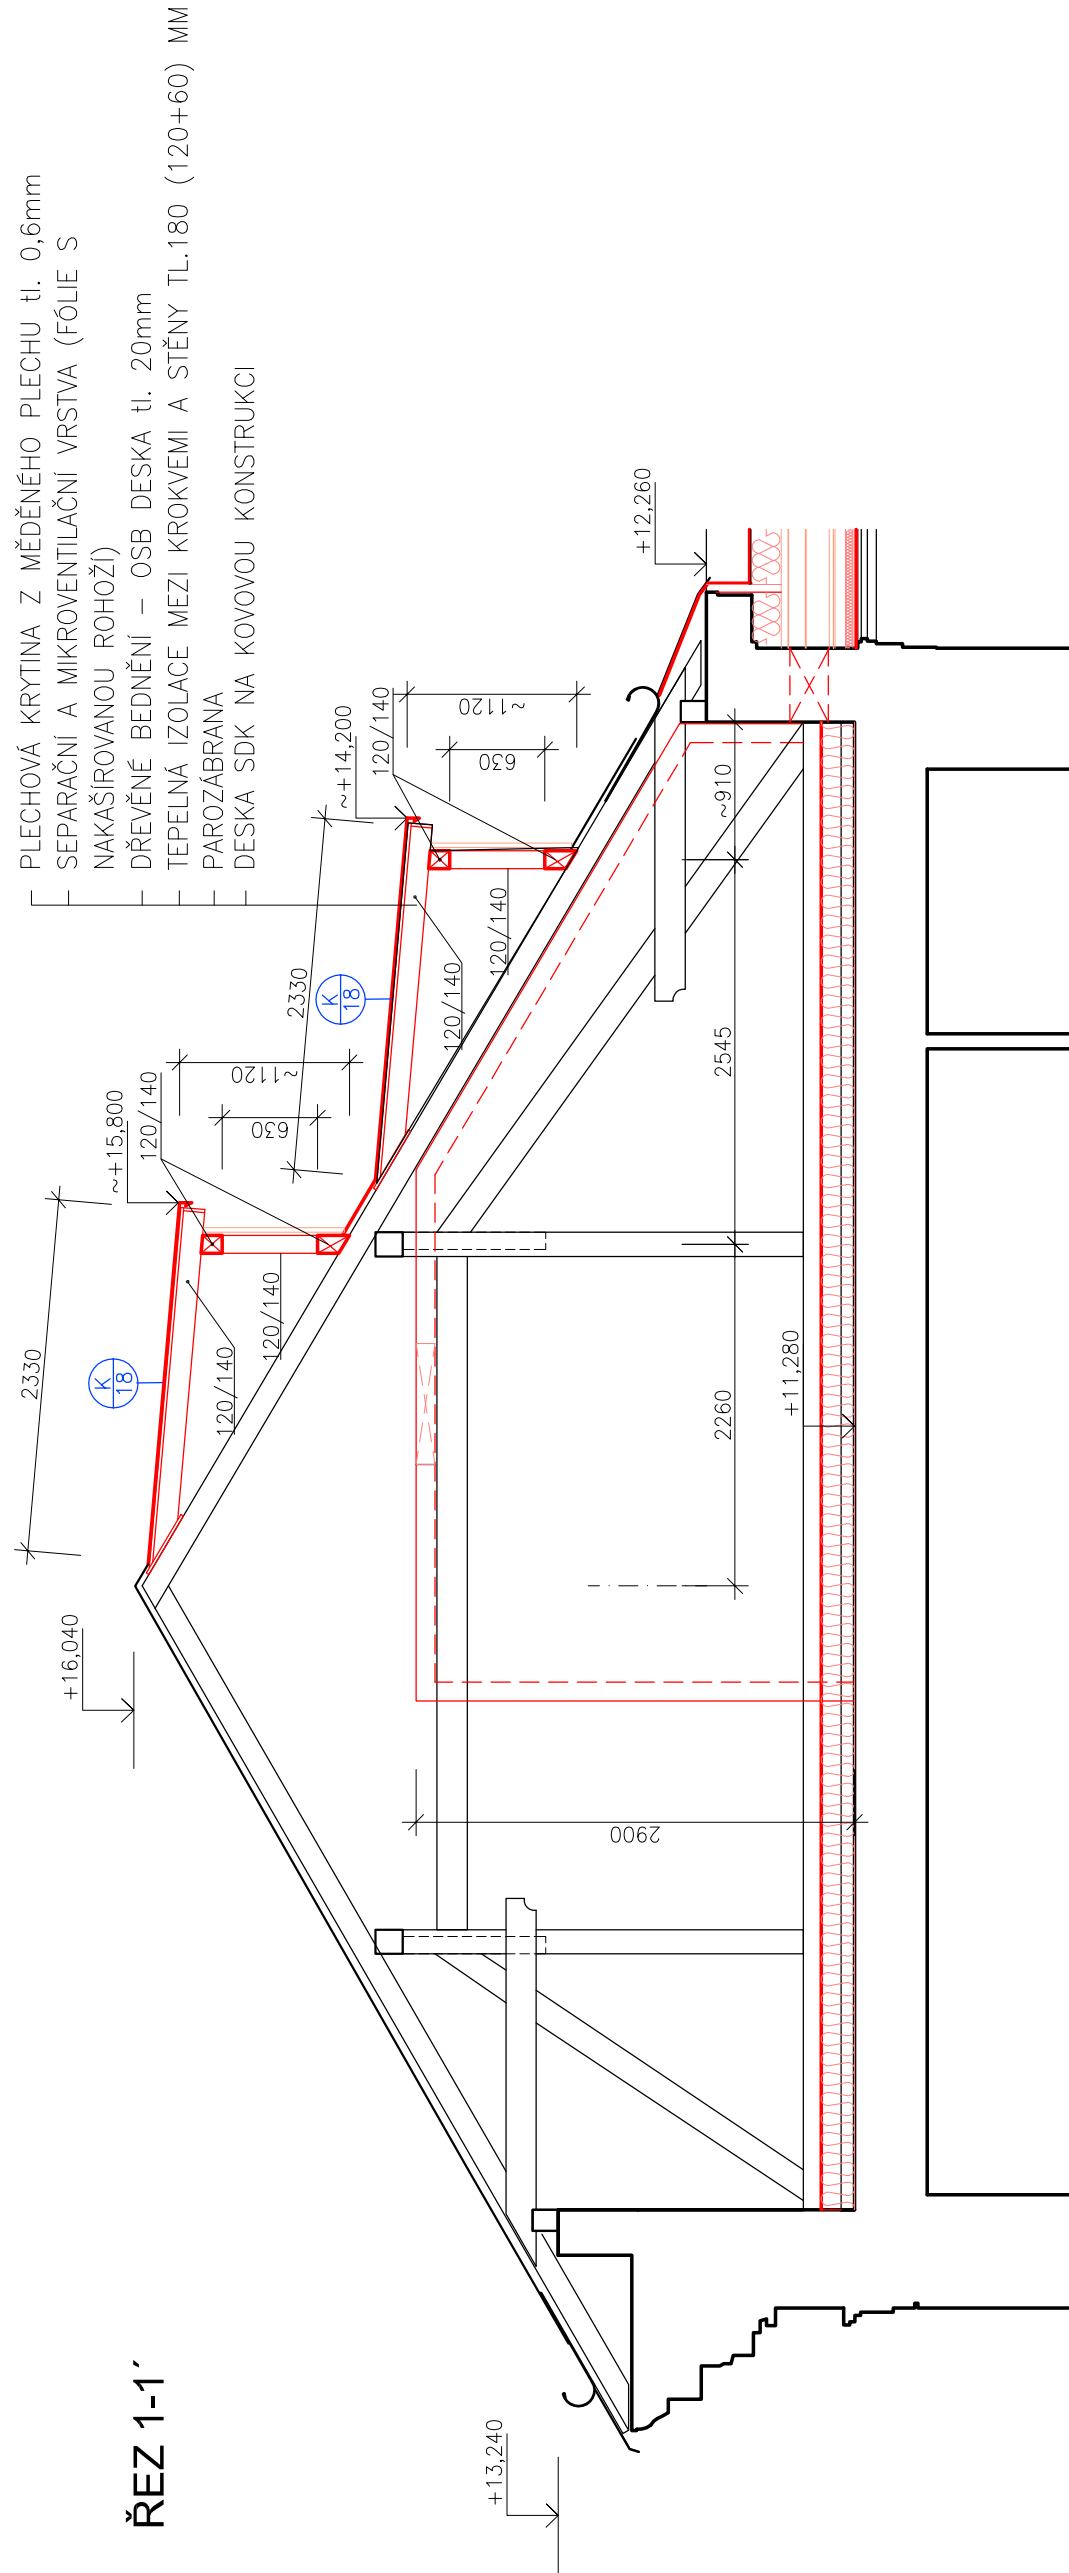 PLECHOVÁ KRYTINA Z MĚDĚNÉHO PLECHU tl. 0,6mm
SEPARAČNÍ A MIKROVENTILAČNÍ VRSTVA (FÓLIE S
NAKAŠÍROVANOU ROHOŽÍ)
DŘEVĚNÉ BEDNĚNÍ – OSB DESKA tl. 20mm
TEPELNÁ IZOLACE MEZI KROKVEMI A STĚNY TL.180 (120+60) MM
PAROZÁBRANA
DESKA SDK NA KOVOVOU KONSTRUKCI
ŘEZ 1-1´
+16,040
2330
K
18
~+15,800
120/140
120/140
120/140
~1120
630
2330
K
18
~+14,200
120/140
120/140
120/140
~1120
630
+12,260
+13,240
2900
2260
2545
~910
+11,280